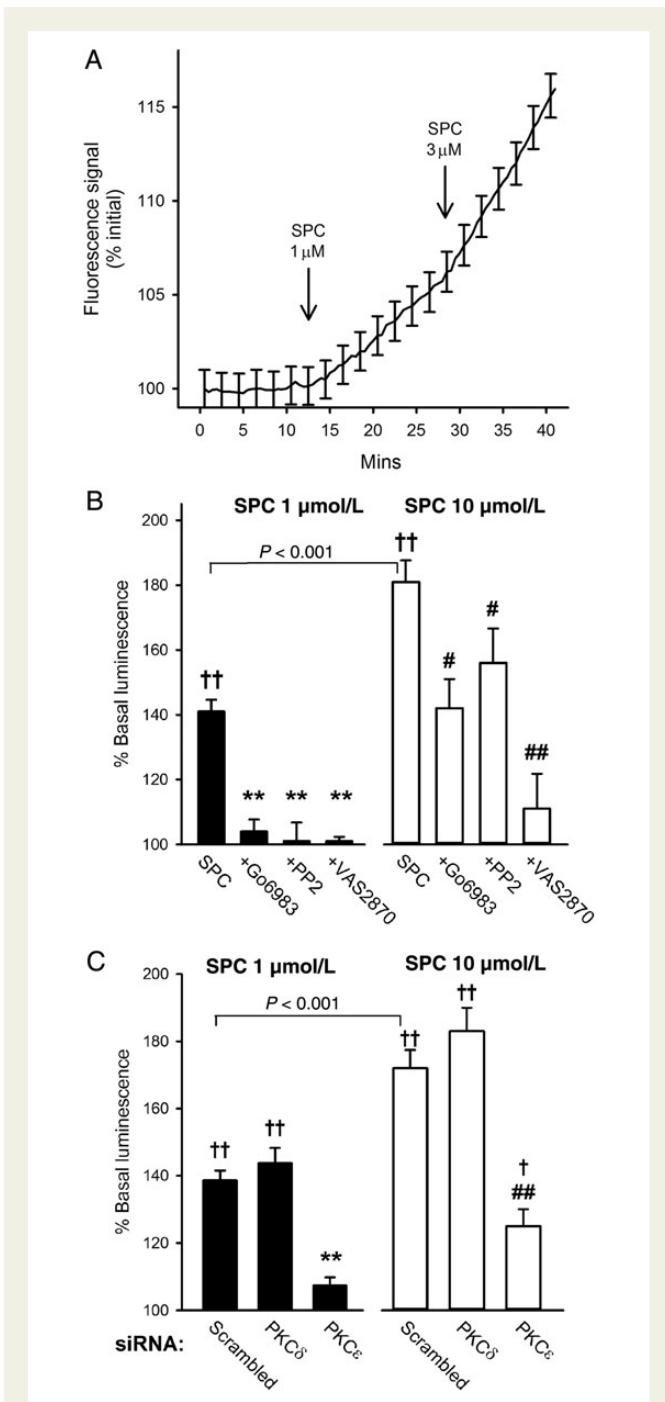 A
Fluorescence signal
(% initial)
115
110
105
100
SPC
1 μM
SPC
3 μM
0 5 10 15 20 25 30 35 40
Mins
B
SPC 1 μmol/L SPC 10 μmol/L
% Basal luminescence
200
180
160
140
120
100
P < 0.001
††
**
**
**
††
#
#
##
SPC
+Go6983
+PP2
+VAS2870
SPC
+Go6983
+PP2
+VAS2870
C
SPC 1 μmol/L SPC 10 μmol/L
% Basal luminescence
200
180
160
140
120
100
P < 0.001
††
††
**
††
††
†
##
siRNA:
Scrambled
PKCδ
PKCε
Scrambled
PKCδ
PKCε